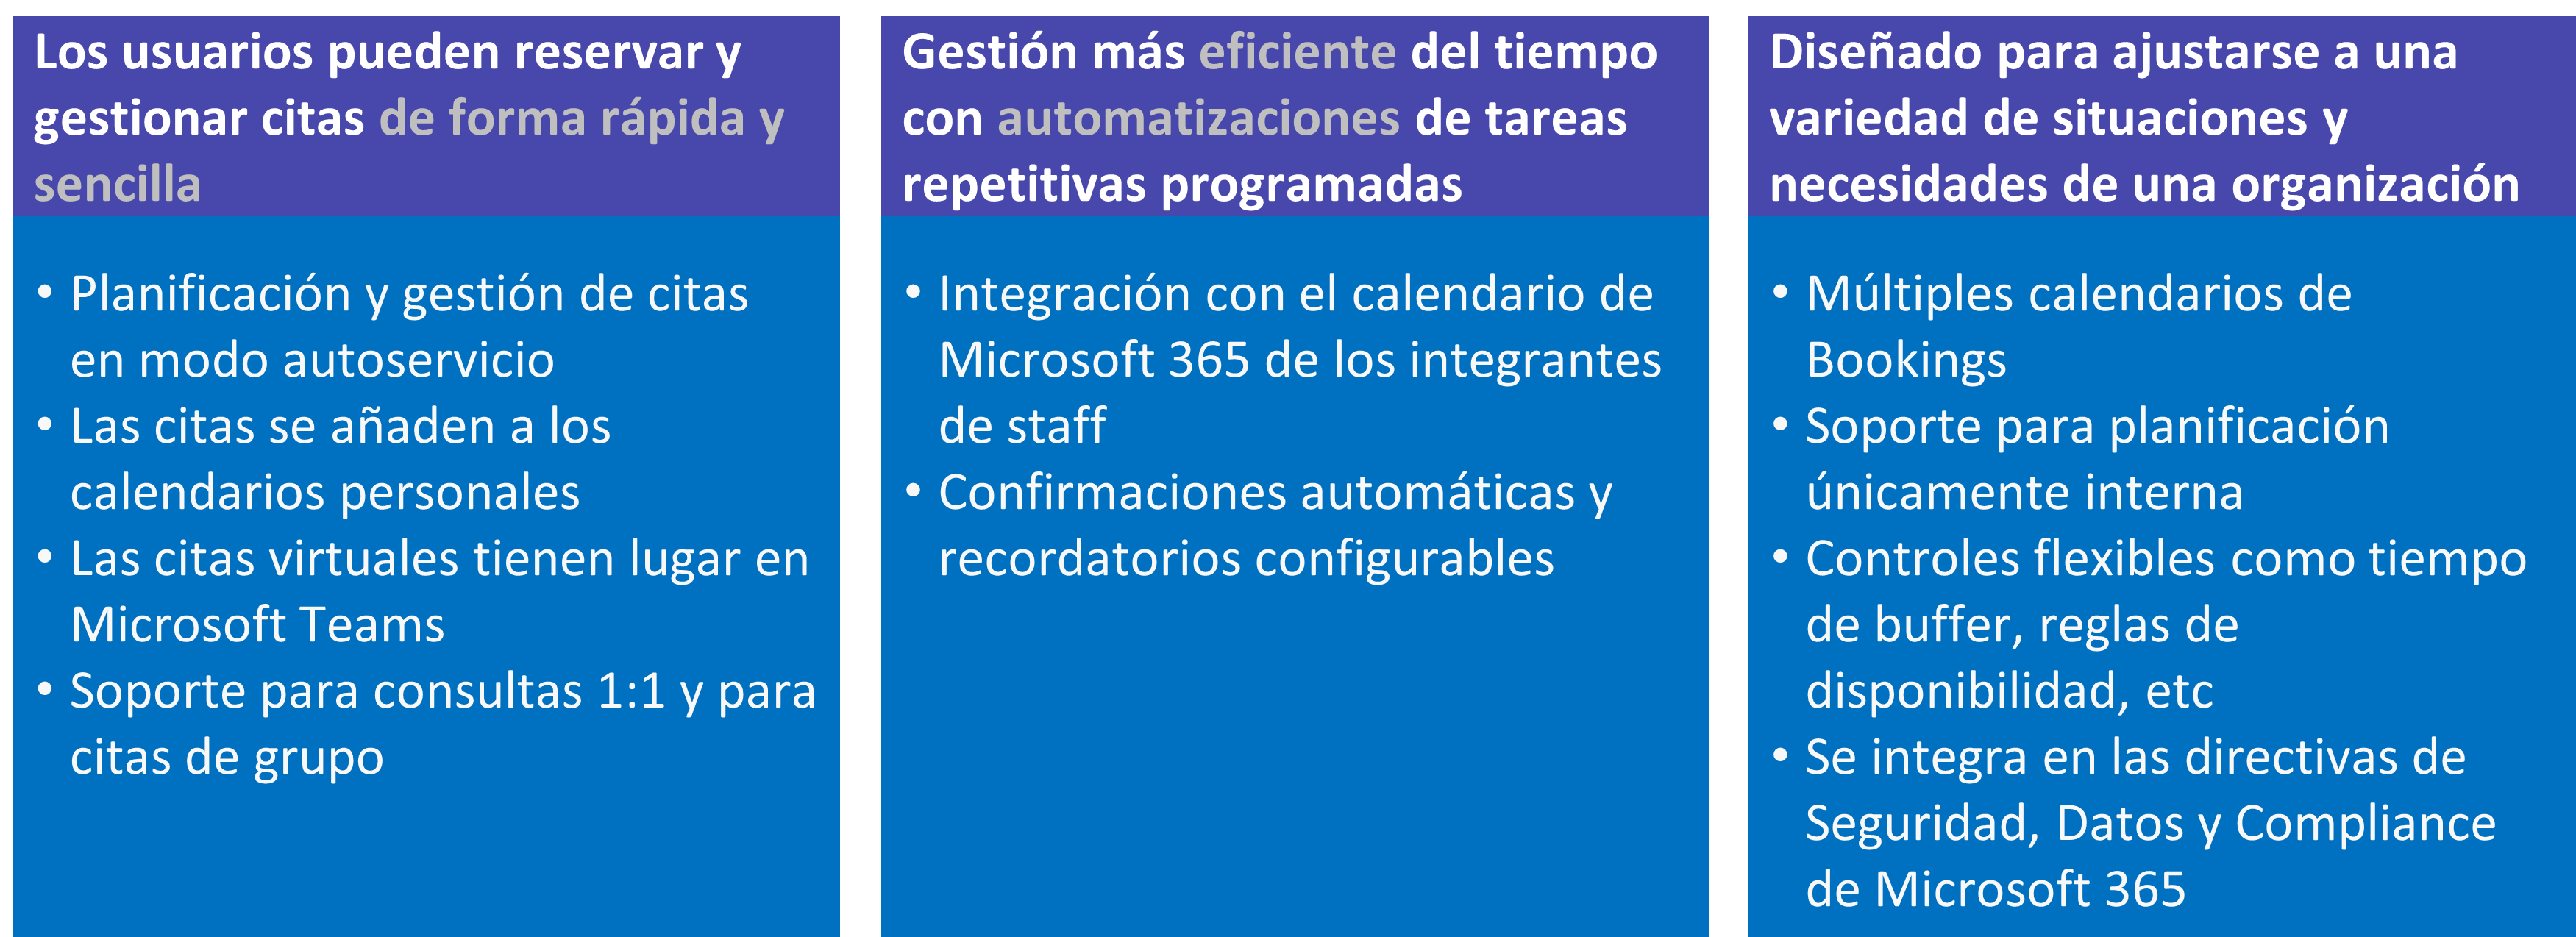 Los usuarios pueden reservar y
gestionar citas de forma rápida y
sencilla
• Planificación y gestión de citas
en modo autoservicio
• Las citas se añaden a los
calendarios personales
• Las citas virtuales tienen lugar en
Microsoft Teams
• Soporte para consultas 1:1 y para
citas de grupo
Gestión más eficiente del tiempo
con automatizaciones de tareas
repetitivas programadas
• Integración con el calendario de
Microsoft 365 de los integrantes
de staff
• Confirmaciones automáticas y
recordatorios configurables
Diseñado para ajustarse a una
variedad de situaciones y
necesidades de una organización
• Múltiples calendarios de
Bookings
• Soporte para planificación
únicamente interna
• Controles flexibles como tiempo
de buffer, reglas de
disponibilidad, etc
• Se integra en las directivas de
Seguridad, Datos y Compliance
de Microsoft 365